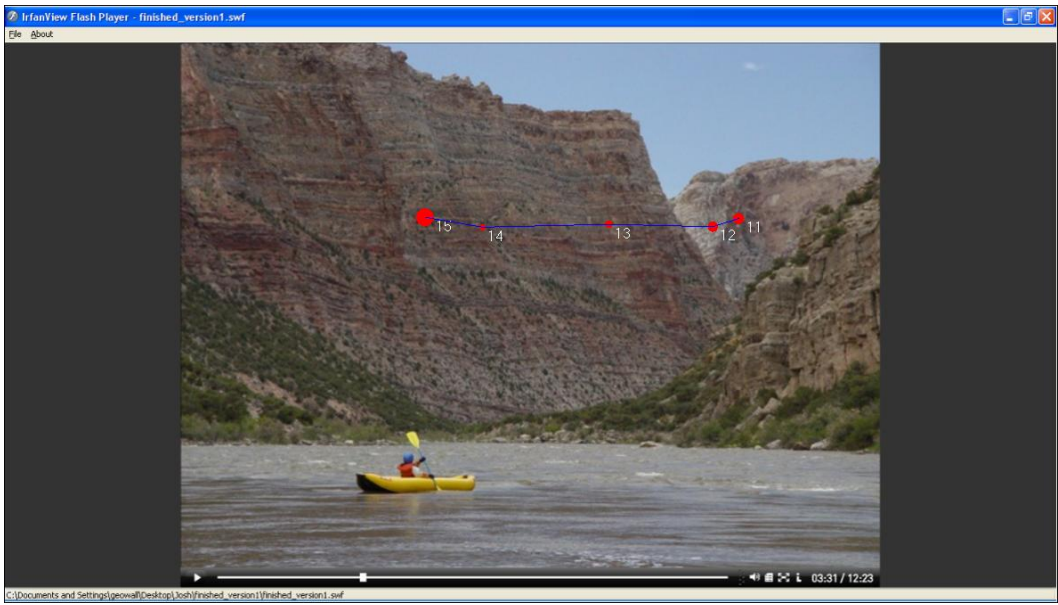 IrfanView Flash Player - finished_version1.swf
File About
15
14
13
12
11
03:31 / 12:23
C:\Documents and Settings\geowall\Desktop\Josh\finished_version1\finished_version1.swf